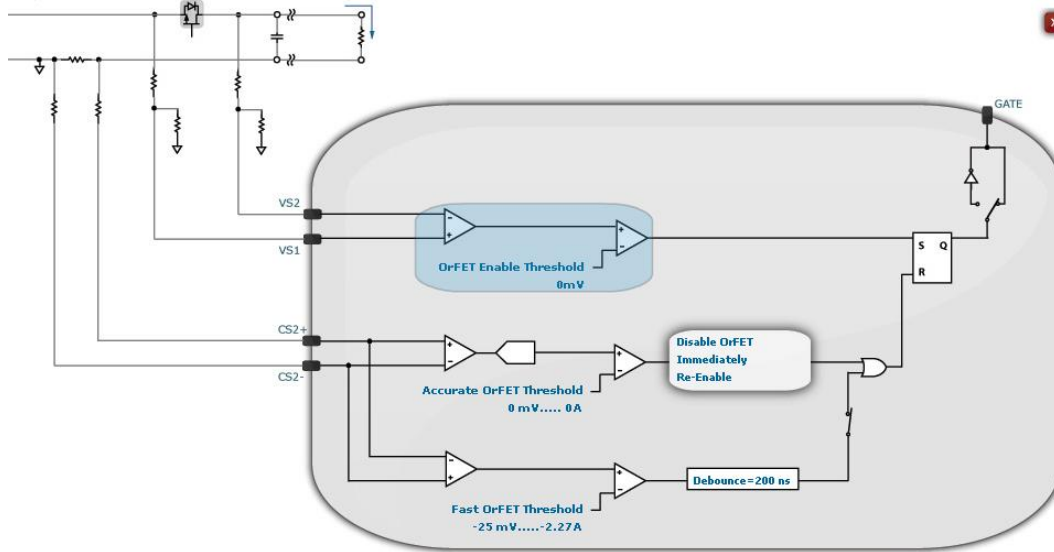 GATE
VS2
VS1
OrFET Enable Threshold
0mV
S Q
R
CS2+
CS2-
Disable OrFET
Immediately
Re-Enable
Accurate OrFET Threshold
0 mV..... 0A
Debounce=200 ns
Fast OrFET Threshold
-25 mV.....-2.27A